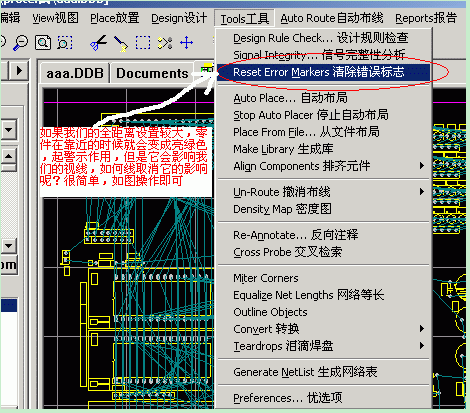 编辑 View视图 Place放置 Design设计 Tools工具 Auto Route自动布线 Reports报告
aaa.DDB Documents
如果我们的全距离设置较大，零
件在靠近的时候就会变成亮绿色
，起警示作用，但是它会影响我
们的视线，如何线取消它的影响
呢？很简单，如图操作即可
Design Rule Check... 设计规则检查
Signal Integrity... 信号完整性分析
Reset Error Markers 清除错误标志
Auto Place... 自动布局
Stop Auto Placer 停止自动布局
Place From File... 从文件布局
Make Library 生成库
Align Components 排齐元件
Un-Route 撤消布线
Density Map 密度图
Re-Annotate... 反向注释
Cross Probe 交叉检索
Miter Corners
Equalize Net Lengths 网络等长
Outline Objects
Convert 转换
Teardrops 泪滴焊盘
Generate NetList 生成网络表
Preferences... 优选项